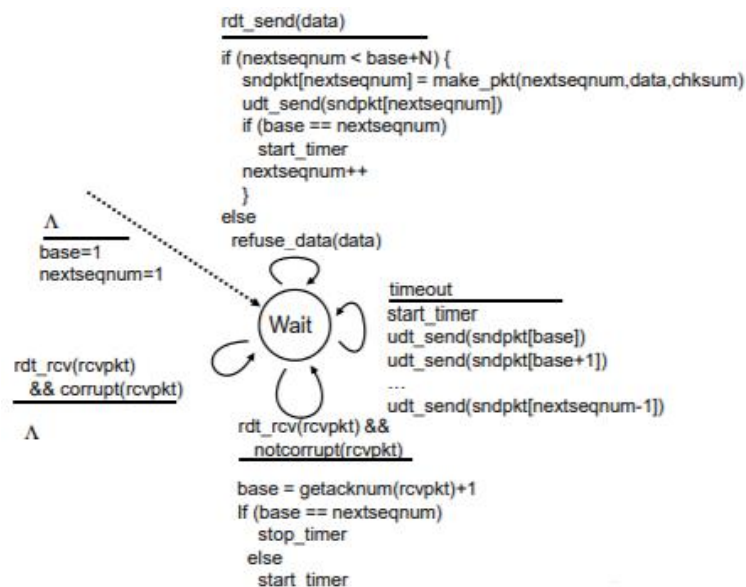 rdt_send(data)
if (nextseqnum < base+N) {
sndpkt[nextseqnum] = make_pkt(nextseqnum,data,chksum)
udt_send(sndpkt[nextseqnum])
if (base == nextseqnum)
start_timer
nextseqnum++
}
else
refuse_data(data)
Λ
base=1
nextseqnum=1
Wait
timeout
start_timer
udt_send(sndpkt[base])
udt_send(sndpkt[base+1])
...
udt_send(sndpkt[nextseqnum-1])
rdt_rcv(rcvpkt)
&& corrupt(rcvpkt)
Λ
rdt_rcv(rcvpkt) &&
notcorrupt(rcvpkt)
base = getacknum(rcvpkt)+1
If (base == nextseqnum)
stop_timer
else
start_timer